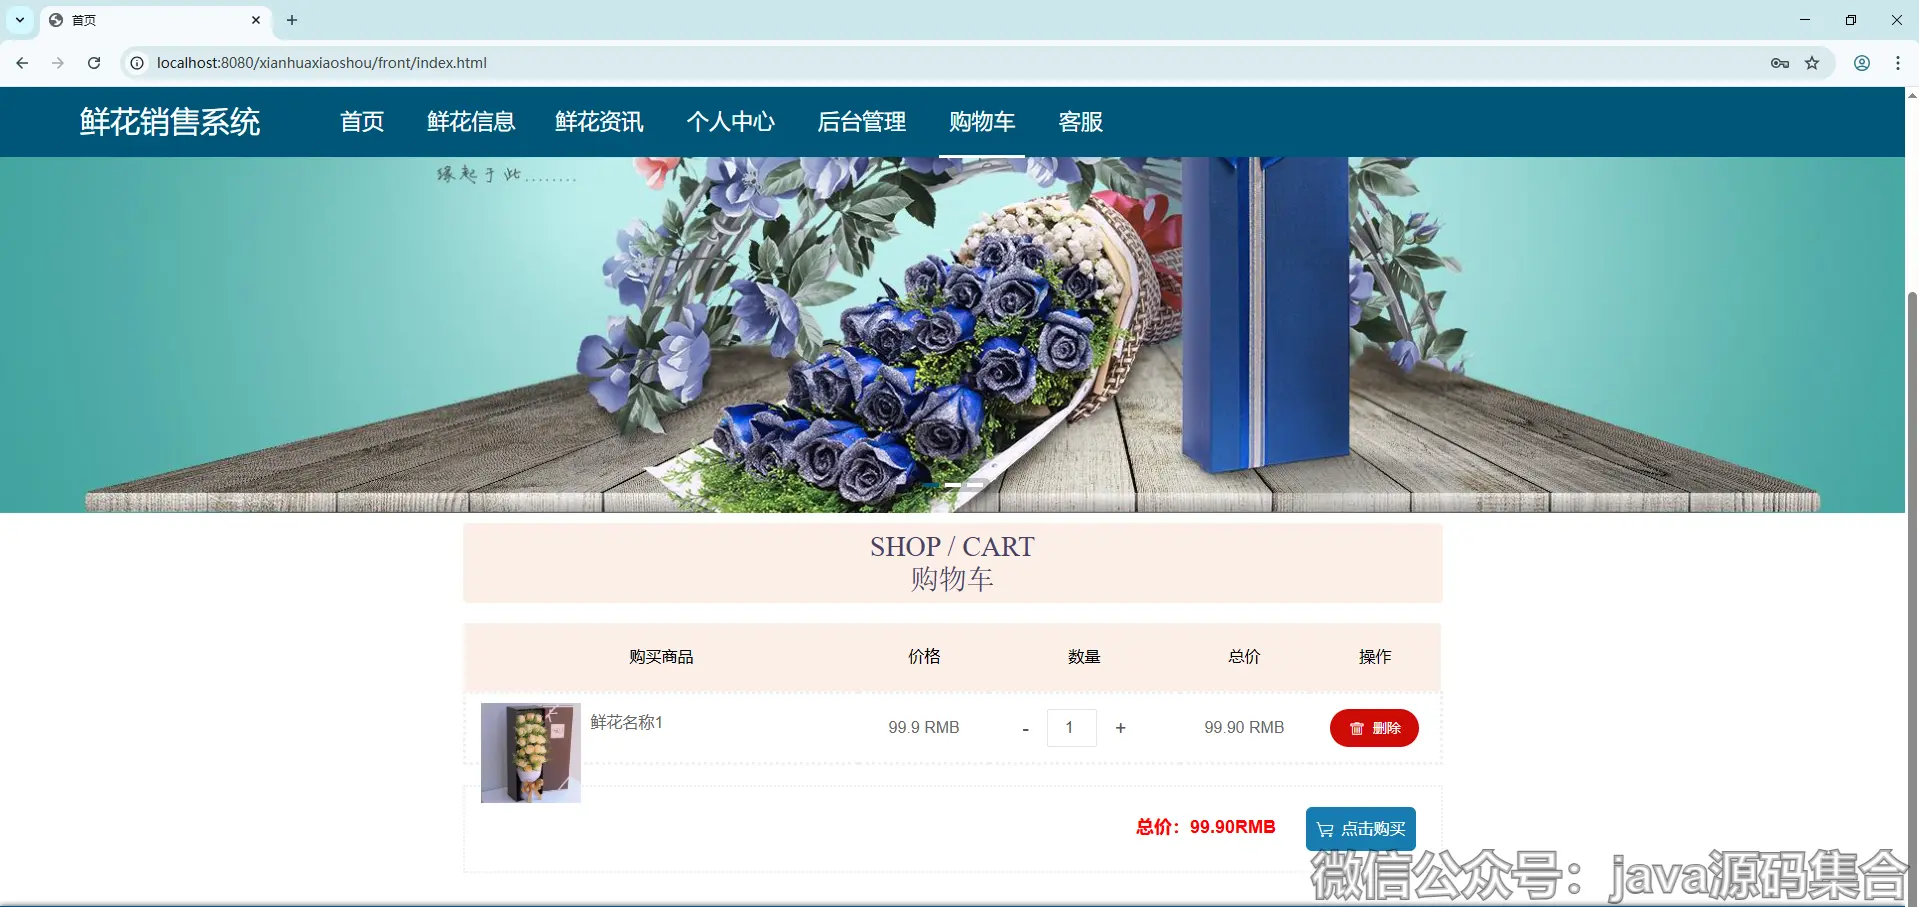 首页
localhost:8080/xianhuaxiaoshou/front/index.html
鲜花销售系统 首页 鲜花信息 鲜花资讯 个人中心 后台管理 购物车 客服
缘起于此........
SHOP / CART
购物车
购买商品 价格 数量 总价 操作
鲜花名称1 99.9 RMB - 1 + 99.90 RMB 删除
总价：99.90RMB 点击购买
微信公众号：java源码集合